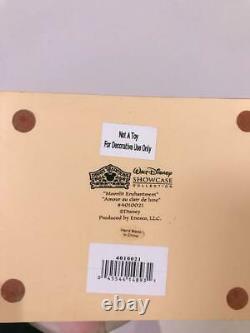 Not A Toy
For Decorative Use Only
WALT DISNEY
SHOWCASE
COLLECTION
"Moonlit Enchantment"
"Amour au clair de lune"
#4010021
©Disney
Produced by Enesco, LLC.
Hand Made
in China
4010021